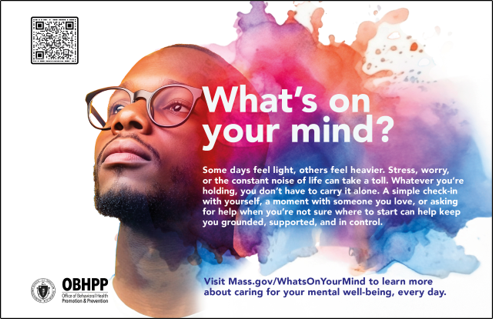 What's on
your mind?
Some days feel light, others feel heavier. Stress, worry,
or the constant noise of life can take a toll. Whatever you're
holding, you don't have to carry it alone. A simple check-in
with yourself, a moment with someone you love, or asking
for help when you're not sure where to start can help keep
you grounded, supported, and in control.
Visit Mass.gov/WhatsOnYourMind to learn more
about caring for your mental well-being, every day.
OBHPP
Office of Behavioral Health
Promotion & Prevention